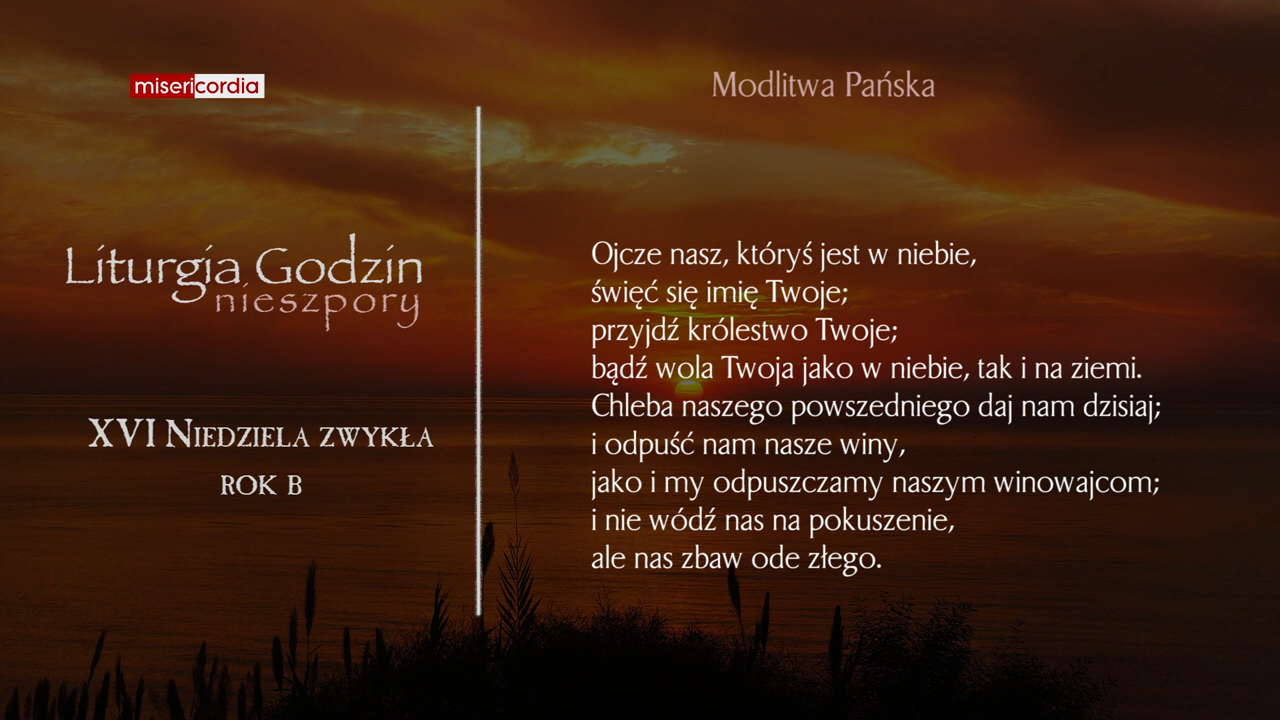 misericordia
Liturgia Godzin
nieszpory
XVI Niedziela zwykła
rok B
Modlitwa Pańska
Ojcze nasz, któryś jest w niebie,
święć się imię Twoje;
przyjdź królestwo Twoje;
bądź wola Twoja jako w niebie, tak i na ziemi.
Chleba naszego powszedniego daj nam dzisiaj;
i odpuść nam nasze winy,
jako i my odpuszczamy naszym winowajcom;
i nie wódź nas na pokuszenie,
ale nas zbaw ode złego.